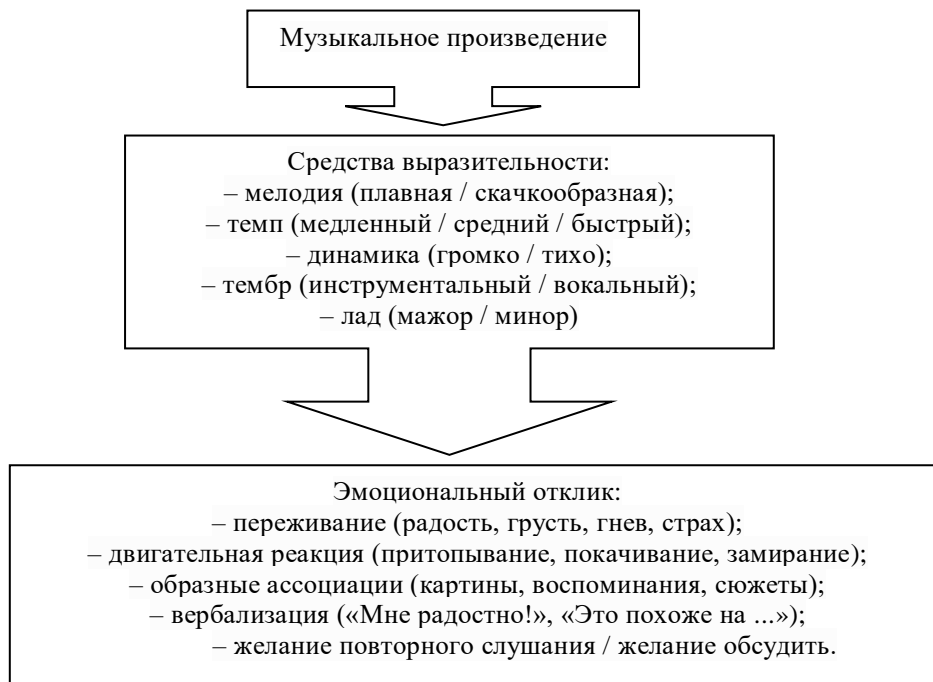 Музыкальное произведение
Средства выразительности:
– мелодия (плавная / скачкообразная);
– темп (медленный / средний / быстрый);
– динамика (громко / тихо);
– тембр (инструментальный / вокальный);
– лад (мажор / минор)
Эмоциональный отклик:
– переживание (радость, грусть, гнев, страх);
– двигательная реакция (притопывание, покачивание, замирание);
– образные ассоциации (картины, воспоминания, сюжеты);
– вербализация («Мне радостно!», «Это похоже на ...»);
– желание повторного слушания / желание обсудить.